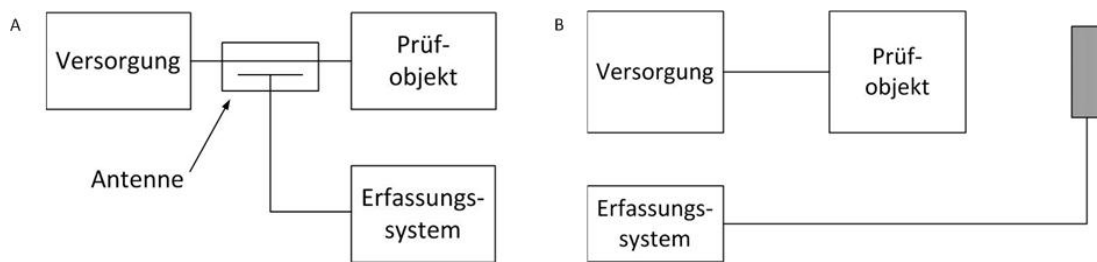 A
Versorgung
Prüf-
objekt
Antenne
Erfassungs-
system
B
Versorgung
Prüf-
objekt
Erfassungs-
system